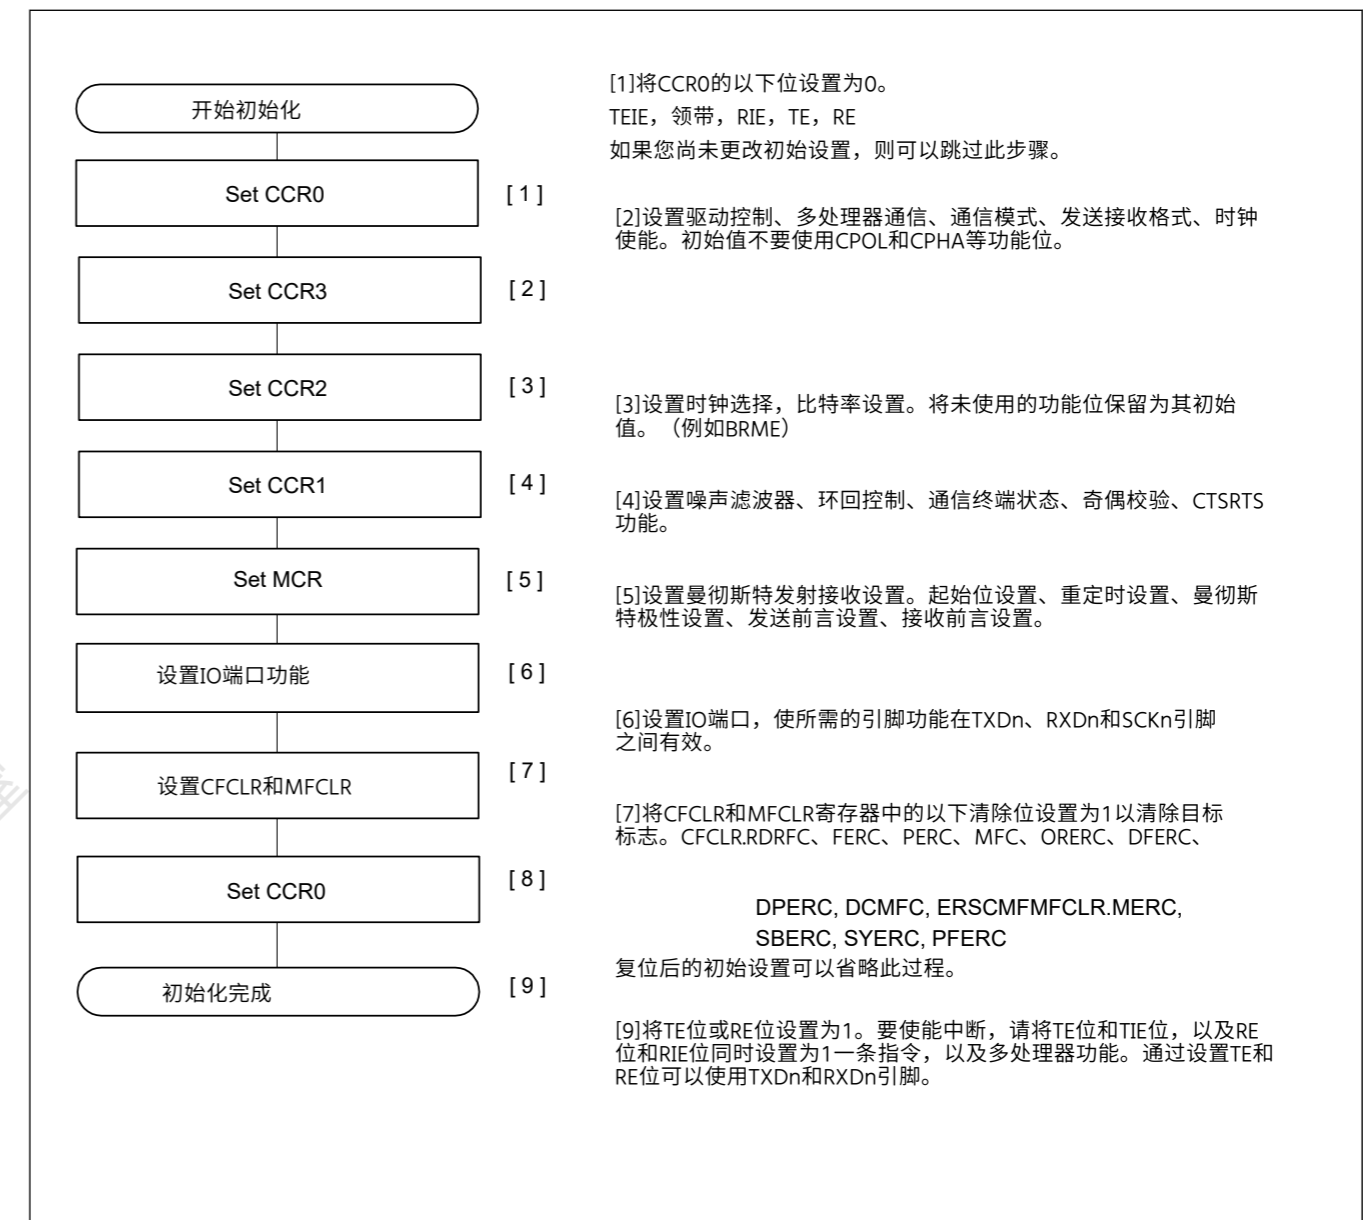 开始初始化
Set CCR0
[ 1 ]
Set CCR3
[ 2 ]
Set CCR2
[ 3 ]
Set CCR1
[ 4 ]
Set MCR
[ 5 ]
设置IO端口功能
[ 6 ]
设置CFCLR和MFCLR
[ 7 ]
Set CCR0
[ 8 ]
初始化完成
[ 9 ]
[1]将CCR0的以下位设置为0。
TEIE，领带，RIE，TE，RE
如果您尚未更改初始设置，则可以跳过此步骤。
[2]设置驱动控制、多处理器通信、通信模式、发送接收格式、时钟
使能。初始值不要使用CPOL和CPHA等功能位。
[3]设置时钟选择，比特率设置。将未使用的功能位保留为其初始
值。（例如BRME）
[4]设置噪声滤波器、环回控制、通信终端状态、奇偶校验、CTSRTS
功能。
[5]设置曼彻斯特发射接收设置。起始位设置、重定时设置、曼彻斯
特极性设置、发送前言设置、接收前言设置。
[6]设置IO端口，使所需的引脚功能在TXDn、RXDn和SCKn引脚
之间有效。
[7]将CFCLR和MFCLR寄存器中的以下清除位设置为1以清除目标
标志。CFCLR.RDRFC、FERC、PERC、MFC、ORERC、DFERC、
DPERC, DCMFC, ERSCMFMFCLR.MERC,
SBERC, SYERC, PFERC
复位后的初始设置可以省略此过程。
[9]将TE位或RE位设置为1。要使能中断，请将TE位和TIE位，以及RE
位和RIE位同时设置为1一条指令，以及多处理器功能。通过设置TE和
RE位可以使用TXDn和RXDn引脚。